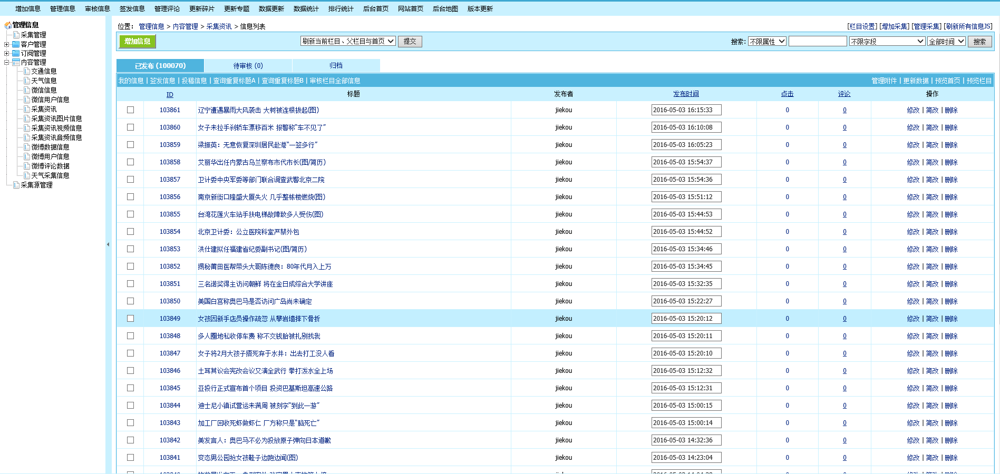 增加信息 管理信息 审核信息 签发信息 管理评论 更新碎片 更新专题 数据更新 数据统计 排行统计 后台首页 网站首页 后台地图 版本更新
管理信息
采集管理
客户管理
订阅管理
内容管理
交通信息
天气信息
微信信息
微信用户信息
采集资讯
采集资讯图片信息
采集资讯视频信息
采集资讯音频信息
微博数据信息
微博用户信息
微博评论数据
天气采集信息
采集源管理
位置： 管理信息 > 内容管理 > 采集资讯 > 信息列表 [栏目设置] [增加采集] [管理采集] [刷新所有信息JS]
增加信息 刷新当前栏目、父栏目与首页 提交 搜索: 不限属性 不限字段 全部时间 搜索
已发布 (100070) 待审核 (0) 归档
我的信息 | 签发信息 | 投稿信息 | 查询重复标题A | 查询重复标题B | 审核栏目全部信息 管理附件 | 更新数据 | 预览首页 | 预览栏目
ID 标题 发布者 发布时间 点击 评论 操作
103861 辽宁遭遇暴雨大风袭击 大树被连根拔起(图) jiekou 2016-05-03 16:15:33 0 0 修改 | 简改 | 删除
103860 女子未拉手刹轿车漂移百米 报警称“车不见了” jiekou 2016-05-03 16:10:08 0 0 修改 | 简改 | 删除
103859 梁振英：无意恢复深圳居民赴港“一签多行” jiekou 2016-05-03 16:05:23 0 0 修改 | 简改 | 删除
103858 艾丽华出任内蒙古乌兰察布市代市长(图/简历) jiekou 2016-05-03 15:54:37 0 0 修改 | 简改 | 删除
103857 卫计委中央军委等部门联合调查武警北京二院 jiekou 2016-05-03 15:54:36 0 0 修改 | 简改 | 删除
103856 南京新街口隆盛大厦失火 几乎整栋楼燃烧(图) jiekou 2016-05-03 15:51:12 0 0 修改 | 简改 | 删除
103855 台湾花莲火车站手扶电梯故障致多人受伤(图) jiekou 2016-05-03 15:44:53 0 0 修改 | 简改 | 删除
103854 北京卫计委：公立医院科室严禁外包 jiekou 2016-05-03 15:44:52 0 0 修改 | 简改 | 删除
103853 洪仕建拟任福建省纪委副书记(图/简历) jiekou 2016-05-03 15:34:46 0 0 修改 | 简改 | 删除
103852 揭秘莆田医帮带头大哥陈德良：80年代月入上万 jiekou 2016-05-03 15:34:45 0 0 修改 | 简改 | 删除
103851 三名诺奖得主访问朝鲜 将在金日成综合大学讲座 jiekou 2016-05-03 15:32:35 0 0 修改 | 简改 | 删除
103850 美国白宫称奥巴马是否访问广岛尚未确定 jiekou 2016-05-03 15:22:27 0 0 修改 | 简改 | 删除
103849 女孩因新手店员操作疏忽 从攀岩墙摔下骨折 jiekou 2016-05-03 15:20:12 0 0 修改 | 简改 | 删除
103848 多人圈地私收停车费 称不交钱胎被扎别找我 jiekou 2016-05-03 15:20:11 0 0 修改 | 简改 | 删除
103847 女子将2月大孩子捂死弃于水井：出去打工没人看 jiekou 2016-05-03 15:20:10 0 0 修改 | 简改 | 删除
103846 土耳其议会宪改会议又演全武行 拳打泼水全上场 jiekou 2016-05-03 15:12:32 0 0 修改 | 简改 | 删除
103845 亚投行正式宣布首个项目 投资巴基斯坦高速公路 jiekou 2016-05-03 15:12:31 0 0 修改 | 简改 | 删除
103844 迪士尼小镇试营运未满周 被刻字“到此一游” jiekou 2016-05-03 15:00:15 0 0 修改 | 简改 | 删除
103843 加工厂回收死虾做虾仁 厂方称只是“脑死亡” jiekou 2016-05-03 15:00:14 0 0 修改 | 简改 | 删除
103842 美发言人：奥巴马不必为投放原子弹向日本道歉 jiekou 2016-05-03 14:32:36 0 0 修改 | 简改 | 删除
103841 变态男公园抢女孩鞋子边跑边闻(图) jiekou 2016-05-03 14:23:04 0 0 修改 | 简改 | 删除